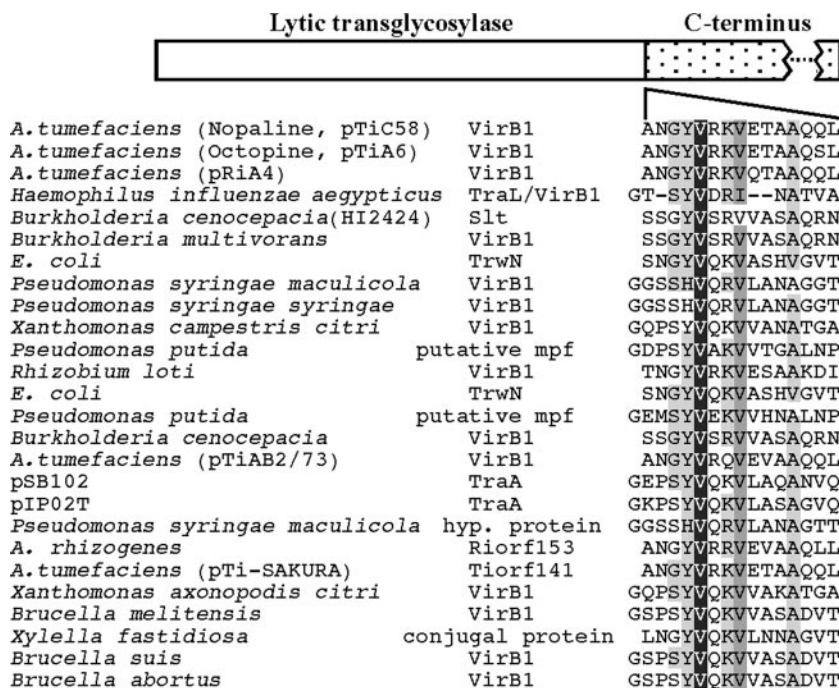 Lytic transglycosylase C-terminus
A.tumefaciens (Nopaline, pTiC58) VirB1 ANGYVRKVETAAQQL
A.tumefaciens (Octopine, pTiA6) VirB1 ANGYVRKVETAAQSL
A.tumefaciens (pRiA4) VirB1 ANGYVRKVQTAAQQL
Haemophilus influenzae aegypticus TraL/VirB1 GT-SYVDRI--NATVA
Burkholderia cenocepacia(HI2424) Slt SSGYVSRVVASAQRN
Burkholderia multivorans VirB1 SSGYVSRVVASAQRN
E. coli TrwN SNGYVQKVASHVGVT
Pseudomonas syringae maculicola VirB1 GGSSHVQRVLANAGGT
Pseudomonas syringae syringae VirB1 GGSSHVQRVLANAGGT
Xanthomonas campestris citri VirB1 GQPSYVQKVVANATGA
Pseudomonas putida putative mpf GDPSYVAKVVTGALNP
Rhizobium loti VirB1 TNGYVRKVESAAKDI
E. coli TrwN SNGYVQKVASHVGVT
Pseudomonas putida putative mpf GEMSYVEKVVHNALNP
Burkholderia cenocepacia VirB1 SSGYVSRVVASAQRN
A.tumefaciens (pTiAB2/73) VirB1 ANGYVRQVEVAAQQL
pSB102 TraA GEPSYVQKVLAQANVQ
pIP02T TraA GKPSYVQKVLASAGVQ
Pseudomonas syringae maculicola hyp. protein GGSSHVQRVLANAGTT
A. rhizogenes Riorf153 ANGYVRRVEVAAQLL
A.tumefaciens (pTi-SAKURA) Tiorf141 ANGYVRKVETAAQQL
Xanthomonas axonopodis citri VirB1 GQPSYVQKVVAKATGA
Brucella melitensis VirB1 GSPSYVQKVVASADVT
Xylella fastidiosa conjugal protein LNGYVQKVLNNAGVT
Brucella suis VirB1 GSPSYVQKVVASADVT
Brucella abortus VirB1 GSPSYVQKVVASADVT